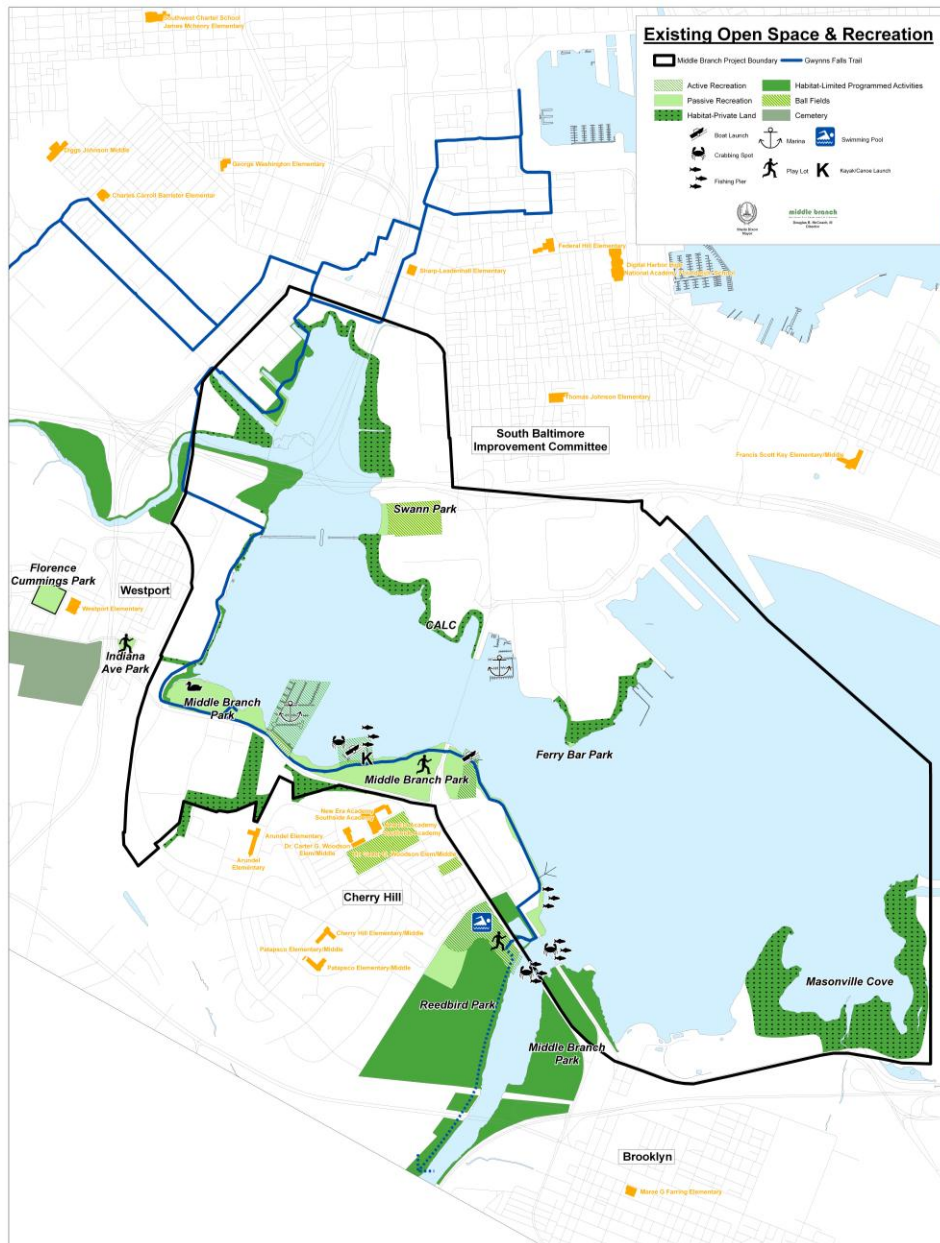 Southwest Charter School
James Mchenry Elementary
Existing Open Space & Recreation
Middle Branch Project Boundary
Gwynns Falls Trail
Active Recreation
Habitat-Limited Programmed Activities
Passive Recreation
Ball Fields
Habitat-Private Land
Cemetery
Boat Launch
Marina
Swimming Pool
Crabbing Spot
Play Lot
K
Kayak/Canoe Launch
Fishing Pier
middle branch
Diggs Johnson Middle
George Washington Elementary
Charles Carroll Barrister Elementar
Federal Hill Elementary
Sharp-Leadenhall Elementary
Digital Harbor High
National Academy
Thomas Johnson Elementary
South Baltimore
Improvement Committee
Francis Scott Key Elementary/Middle
Swann Park
Florence
Cummings Park
Westport
Westport Elementary
CALC
Indiana
Ave Park
Middle Branch
Park
Ferry Bar Park
K
Middle Branch Park
New Era Academy
Southside Academy
Arundel Elementary
Dr. Carter G. Woodson
Elem/Middle
Arundel
Elementary
Cherry Hill
Cherry Hill Elementary/Middle
Patapsco Elementary/Middle
Patapsco Elementary/Middle
Masonville Cove
Reedbird Park
Middle Branch
Park
Brooklyn
Maree G Farring Elementary